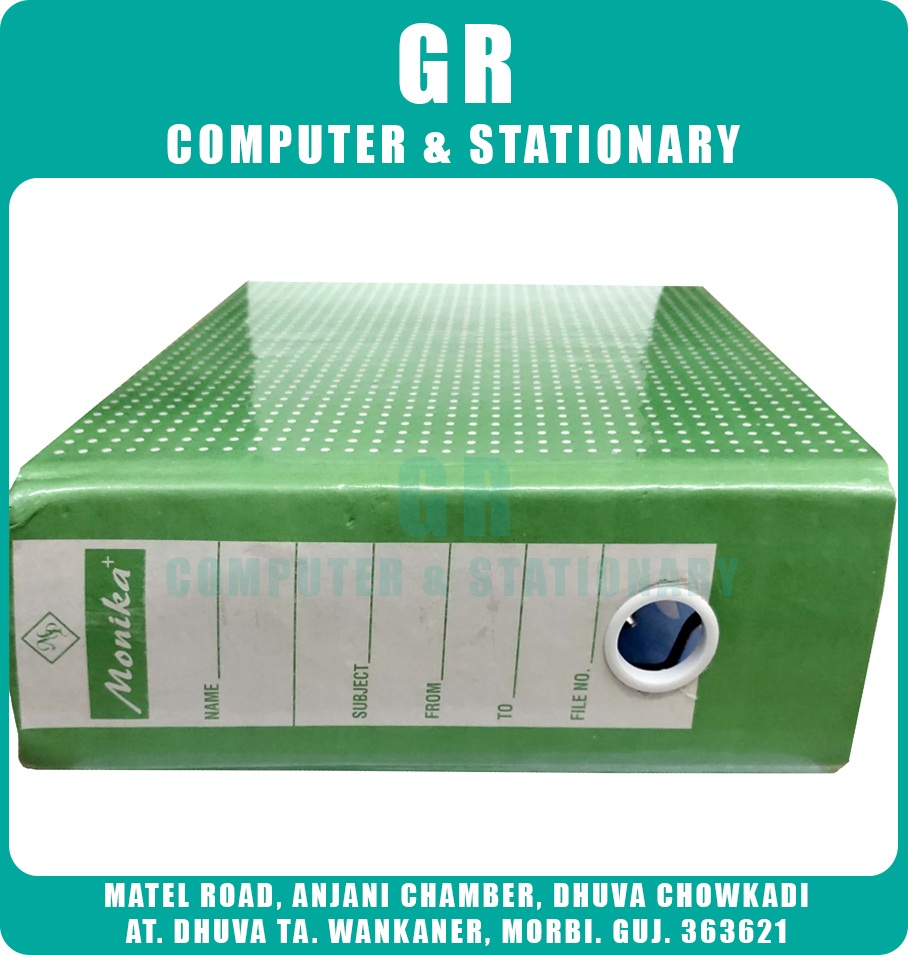 GR
COMPUTER & STATIONARY
GR
COMPUTER & STATIONARY
MP
Monika+
NAME
SUBJECT
FROM
TO
FILE NO.
MATEL ROAD, ANJANI CHAMBER, DHUVA CHOWKADI
AT. DHUVA TA. WANKANER, MORBI. GUJ. 363621